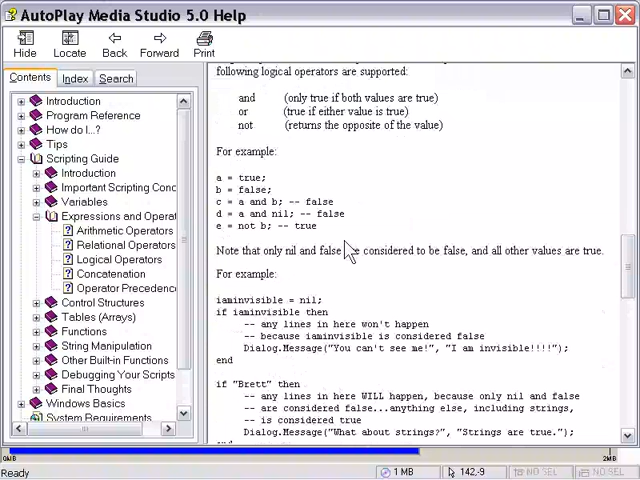 AutoPlay Media Studio 5.0 Help
Hide Locate Back Forward Print
Contents Index Search
Introduction
Program Reference
How do I...?
Tips
Scripting Guide
Introduction
Important Scripting Conc
Variables
Expressions and Operat
Arithmetic Operators
Relational Operators
Logical Operators
Concatenation
Operator Precedenc
Control Structures
Tables (Arrays)
Functions
String Manipulation
Other Built-in Functions
Debugging Your Scripts
Final Thoughts
Windows Basics
System Requirements
following logical operators are supported:
and (only true if both values are true)
or (true if either value is true)
not (returns the opposite of the value)
For example:
a = true;
b = false;
c = a and b; -- false
d = a and nil; -- false
e = not b; -- true
Note that only nil and false are considered to be false, and all other values are true.
For example:
iaminvisible = nil;
if iaminvisible then
-- any lines in here won't happen
-- because iaminvisible is considered false
Dialog.Message("You can't see me!", "I am invisible!!!!");
end
if "Brett" then
-- any lines in here WILL happen, because only nil and false
-- are considered false...anything else, including strings,
-- is considered true
Dialog.Message("What about strings?", "Strings are true.");
end
0MB 2MB
Ready 1 MB 142,-9 NO SEL NO SEL